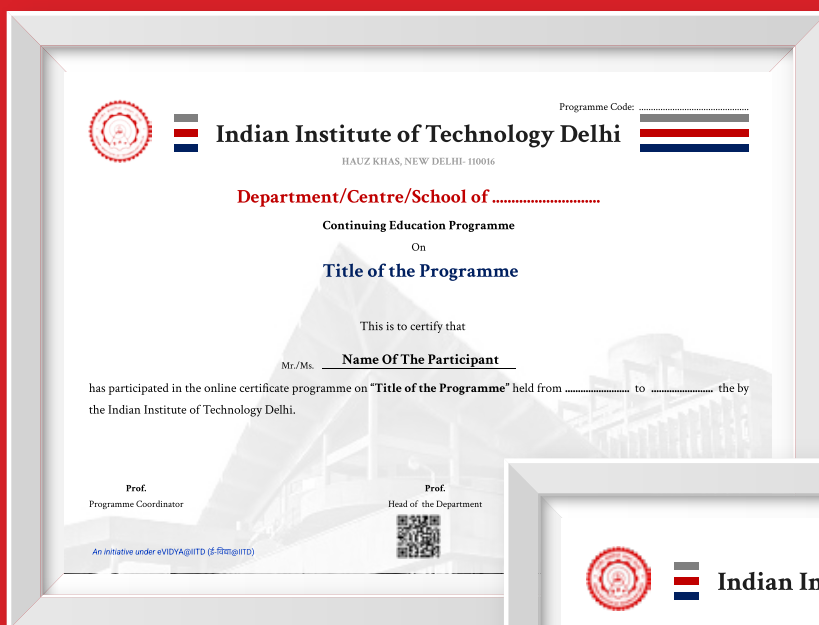 Programme Code: ............................................
Indian Institute of Technology Delhi
HAUZ KHAS, NEW DELHI- 110016
Department/Centre/School of ............................
Continuing Education Programme
On
Title of the Programme
This is to certify that
Mr./Ms. Name Of The Participant
has participated in the online certificate programme on “Title of the Programme” held from ........................ to ....................... the by
the Indian Institute of Technology Delhi.
Prof.
Programme Coordinator
Prof.
Head of the Department
An initiative under eVIDYA@IITD (ई-विद्या@IITD)
Indian In